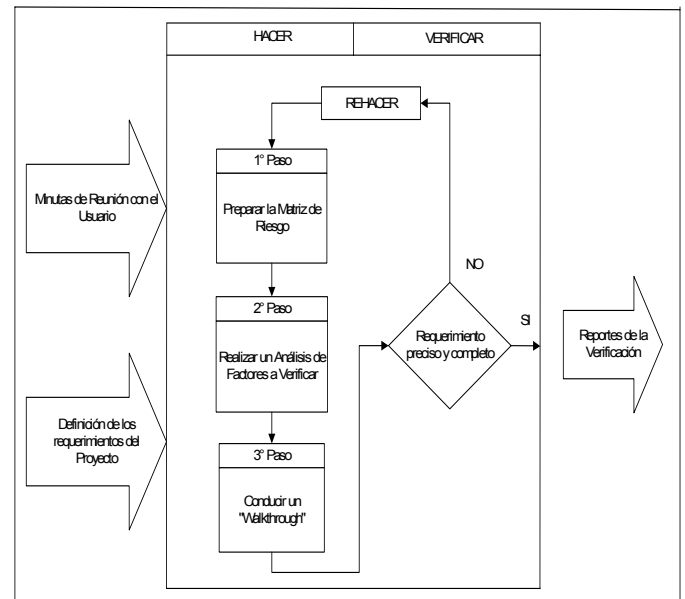 HACER
VERIFICAR
REHACER
1° Paso
Preparar la Matriz de
Riesgo
Minutas de Reunión con el
Usuario
NO
2° Paso
Realizar un Análisis de
Factores a Verificar
SI
Requerimiento
preciso y completo
Reportes de la
Verificación
Definición de los
requerimientos del
Proyecto
3° Paso
Conducir un
"Walkthrough"